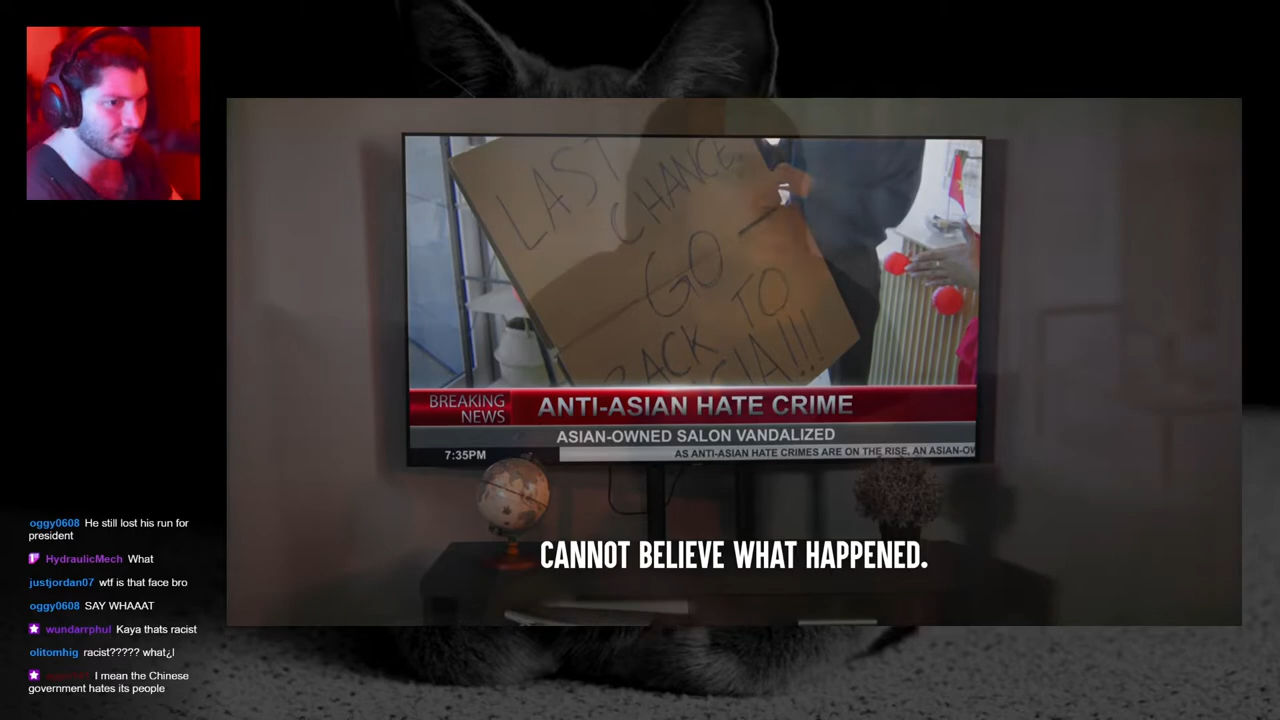 LAST
CHANCE,
GO
BACK TO
BREAKING
NEWS
ANTI-ASIAN HATE CRIME
ASIAN-OWNED SALON VANDALIZED
7:35PM
AS ANTI-ASIAN HATE CRIMES ARE ON THE RISE, AN ASIAN-OW
CANNOT BELIEVE WHAT HAPPENED.
oggy0608 He still lost his run for
president
HydraulicMech What
justjordan07 wtf is that face bro
oggy0608 SAY WHAAAT
wundarrphul Kaya thats racist
olitomhig racist????? what¿l
I mean the Chinese
government hates its people